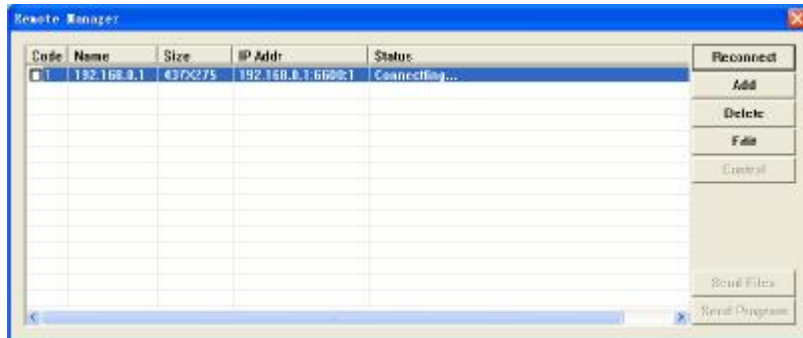 Remote Manager
Code Name Size IP Addr Status
1 192.168.0.1 437X275 192.168.0.1:6600:1 Connectting...
Reconnect
Add
Delete
Edit
Control
Send Files
Send Program